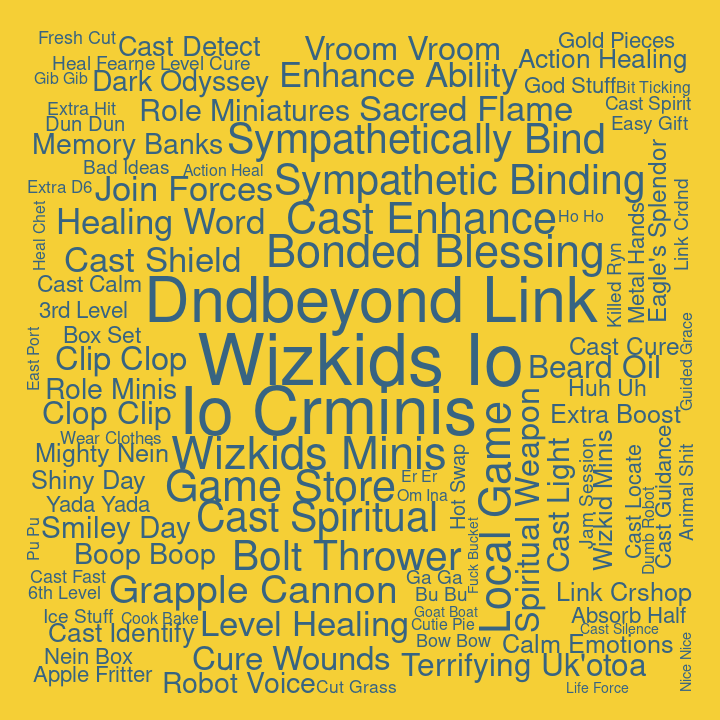 Fresh Cut
Cast Detect
Vroom Vroom
Gold Pieces
Heal Fearne Level Cure
Action Healing
Gib Gib
Dark Odyssey
Enhance Ability
God Stuff
Bit Ticking
Extra Hit
Role Miniatures
Sacred Flame
Cast Spirit
Dun Dun
Easy Gift
Memory Banks
Sympathetically Bind
Bad Ideas
Action Heal
Extra D6
Join Forces
Sympathetic Binding
Eagle's Splendor
Link Crdnd
Heal Chet
Healing Word
Cast Enhance
Ho Ho
Metal Hands
Cast Shield
Bonded Blessing
Killed Ryn
Cast Calm
Dndbeyond Link
3rd Level
Box Set
East Port
Clip Clop
Wizkids Io
Cast Cure
Beard Oil
Guided Grace
Role Minis
Io Crminis
Huh Uh
Clop Clip
Extra Boost
Wear Clothes
Mighty Nein
Wizkids Minis
Local Game
Spiritual Weapon
Cast Light
Jam Session
Wizkid Minis
Cast Locate
Dumb Robot
Cast Guidance
Animal Shit
Shiny Day
Game Store
Er Er
Hot Swap
Yada Yada
Om Ina
Smiley Day
Cast Spiritual
Pu Pu
Boop Boop
Bolt Thrower
Fuck Bucket
Cast Fast
Ga Ga
6th Level
Grapple Cannon
Bu Bu
Link Crshop
Ice Stuff
Cook Bake
Goat Boat
Absorb Half
Cast Identify
Level Healing
Cutie Pie
Cast Silence
Bow Bow
Calm Emotions
Nice Nice
Nein Box
Cure Wounds
Terrifying Uk'otoa
Apple Fritter
Robot Voice
Cut Grass
Life Force